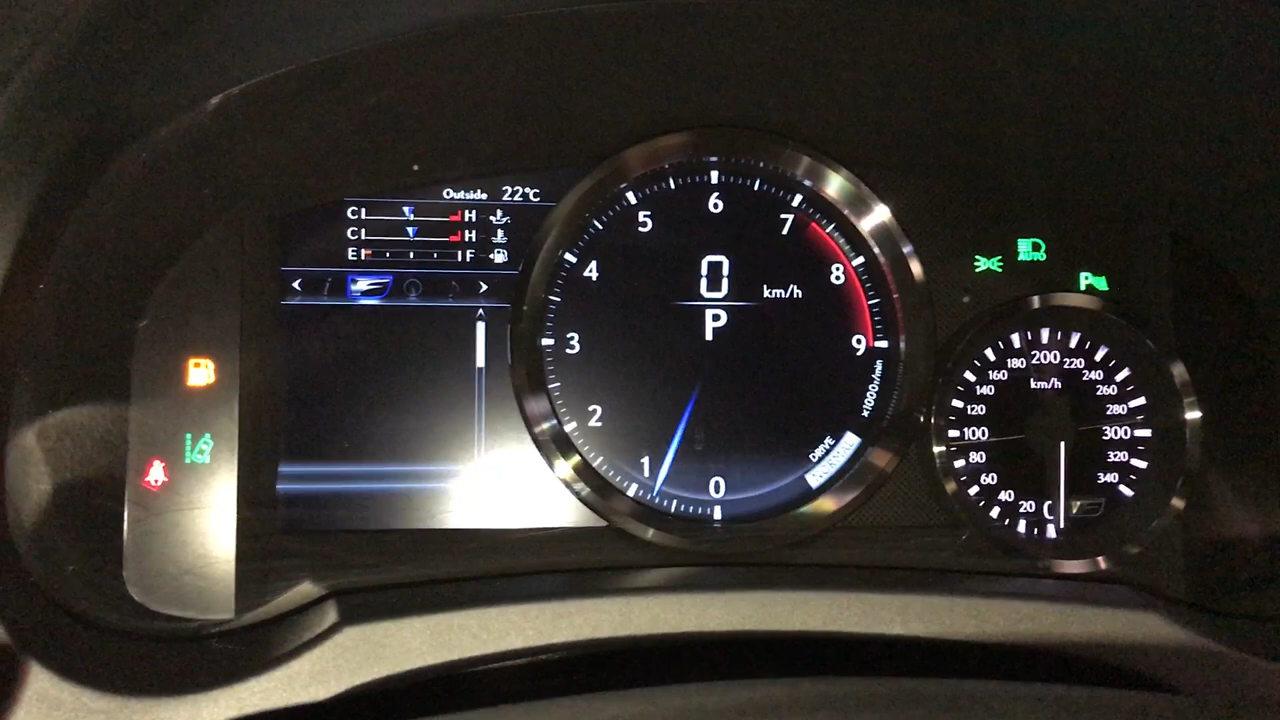 Outside 22°C
C H
C H
E F
i
0
km/h
P
0
1
2
3
4
5
6
7
8
9
x1000r/min
DRIVE
NORMAL
AUTO
P
km/h
0
20
40
60
80
100
120
140
160
180
200
220
240
260
280
300
320
340
F